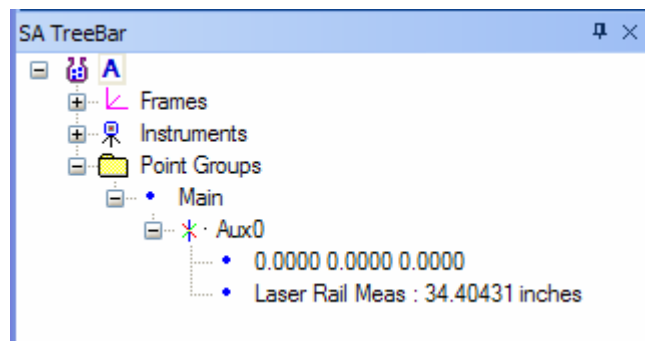 SA TreeBar
A
Frames
Instruments
Point Groups
Main
Aux0
0.0000 0.0000 0.0000
Laser Rail Meas : 34.40431 inches